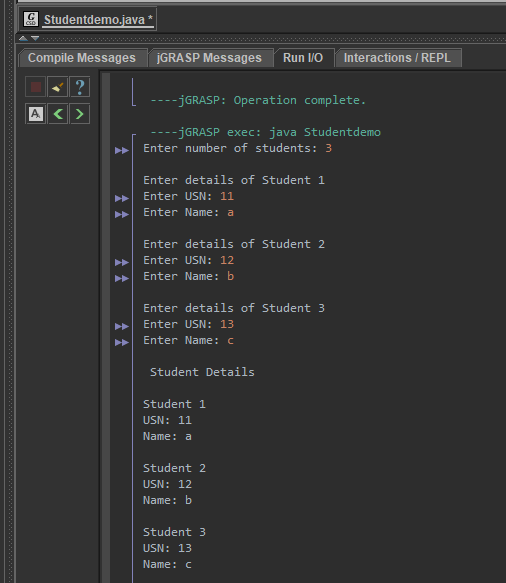 Studentdemo.java *
Compile Messages jGRASP Messages Run I/O Interactions / REPL
----jGRASP: Operation complete.
----jGRASP exec: java Studentdemo
Enter number of students: 3
Enter details of Student 1
Enter USN: 11
Enter Name: a
Enter details of Student 2
Enter USN: 12
Enter Name: b
Enter details of Student 3
Enter USN: 13
Enter Name: c
Student Details
Student 1
USN: 11
Name: a
Student 2
USN: 12
Name: b
Student 3
USN: 13
Name: c